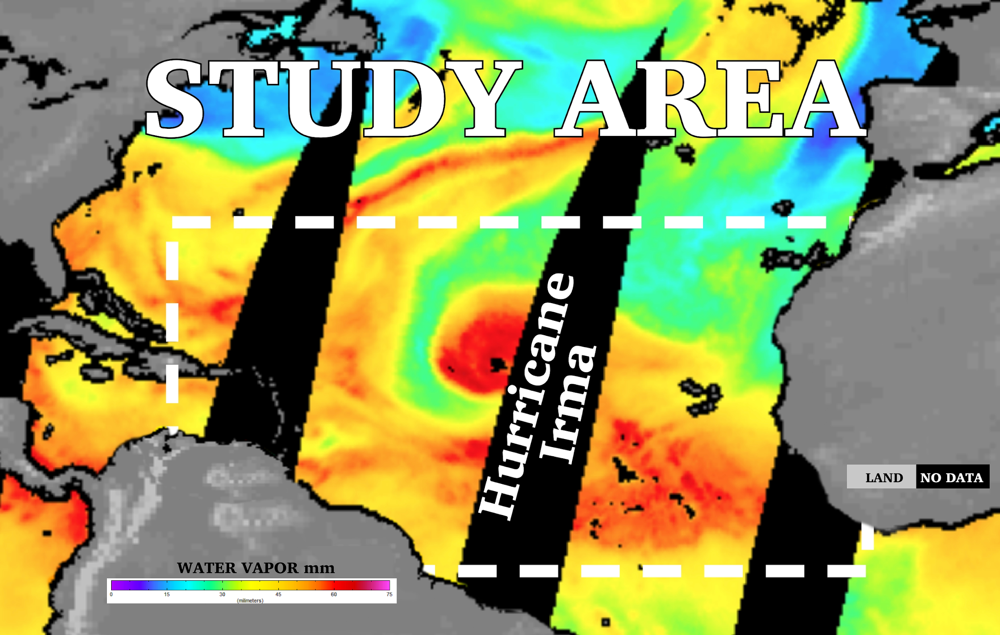 STUDY AREA
Hurricane
Irma
LAND NO DATA
WATER VAPOR mm
0 15 30 45 60 75
(milimeters)